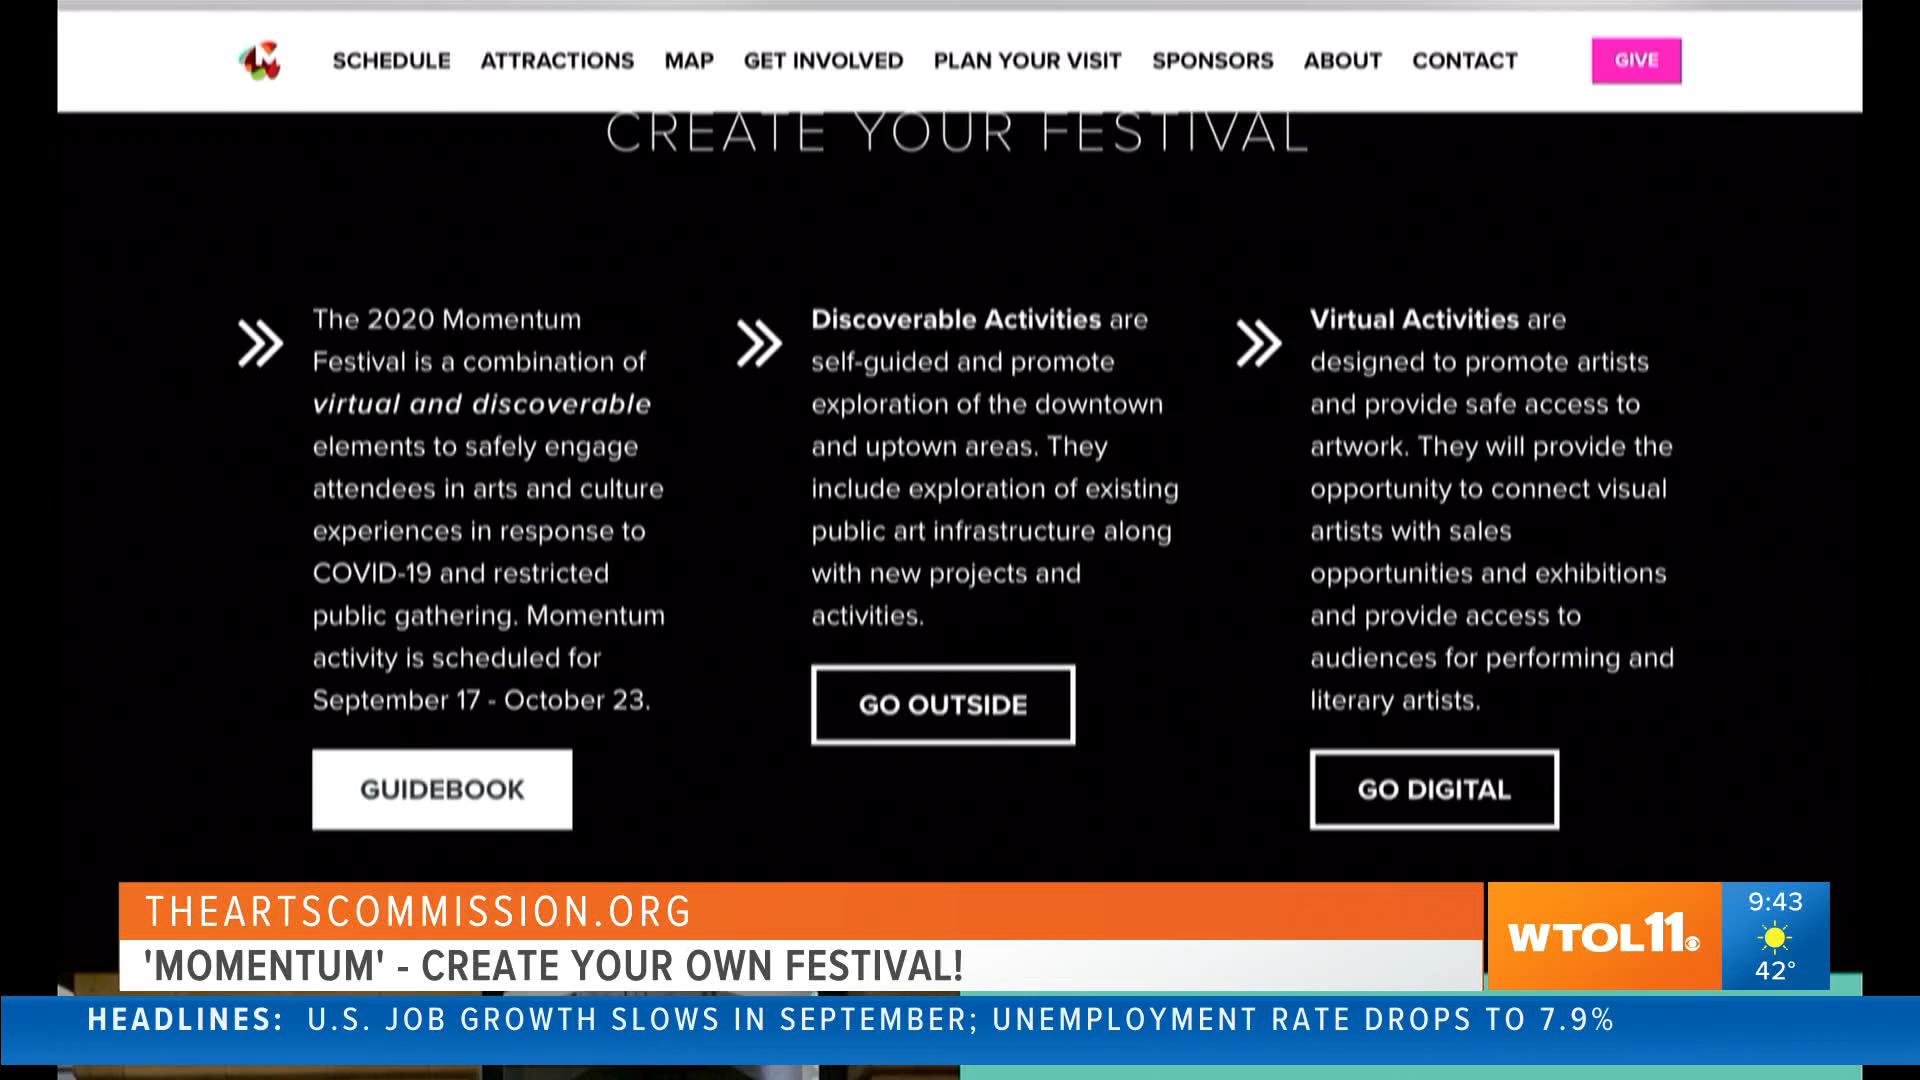 SCHEDULE ATTRACTIONS MAP GET INVOLVED PLAN YOUR VISIT SPONSORS ABOUT CONTACT GIVE
CREATE YOUR FESTIVAL
The 2020 Momentum
Festival is a combination of
virtual and discoverable
elements to safely engage
attendees in arts and culture
experiences in response to
COVID-19 and restricted
public gathering. Momentum
activity is scheduled for
September 17 - October 23.
GUIDEBOOK
Discoverable Activities are
self-guided and promote
exploration of the downtown
and uptown areas. They
include exploration of existing
public art infrastructure along
with new projects and
activities.
GO OUTSIDE
Virtual Activities are
designed to promote artists
and provide safe access to
artwork. They will provide the
opportunity to connect visual
artists with sales
opportunities and exhibitions
and provide access to
audiences for performing and
literary artists.
GO DIGITAL
THEARTSCOMMISSION.ORG
'MOMENTUM' - CREATE YOUR OWN FESTIVAL!
WTOL11
9:43
42°
HEADLINES: U.S. JOB GROWTH SLOWS IN SEPTEMBER; UNEMPLOYMENT RATE DROPS TO 7.9%